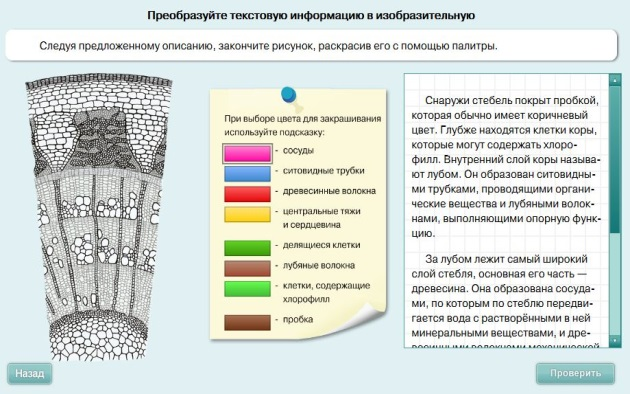 Преобразуйте текстовую информацию в изобразительную
Следуя предложенному описанию, закончите рисунок, раскрасив его с помощью палитры.
При выборе цвета для закрашивания
используйте подсказку:
- сосуды
- ситовидные трубки
- древесинные волокна
- центральные тяжи
и сердцевина
- делящиеся клетки
- лубяные волокна
- клетки, содержащие
хлорофилл
- пробка
Снаружи стебель покрыт пробкой,
которая обычно имеет коричневый
цвет. Глубже находятся клетки коры,
которые могут содержать хлоро-
филл. Внутренний слой коры называ-
ют лубом. Он образован ситовидны-
ми трубками, проводящими органи-
ческие вещества и лубяными волок-
нами, выполняющими опорную функ-
цию.
За лубом лежит самый широкий
слой стебля, основная его часть —
древесина. Она образована сосуда-
ми, по которым по стеблю передви-
гается вода с растворёнными в ней
минеральными веществами, и дре-
весинными волокнами механической
Назад
Проверить